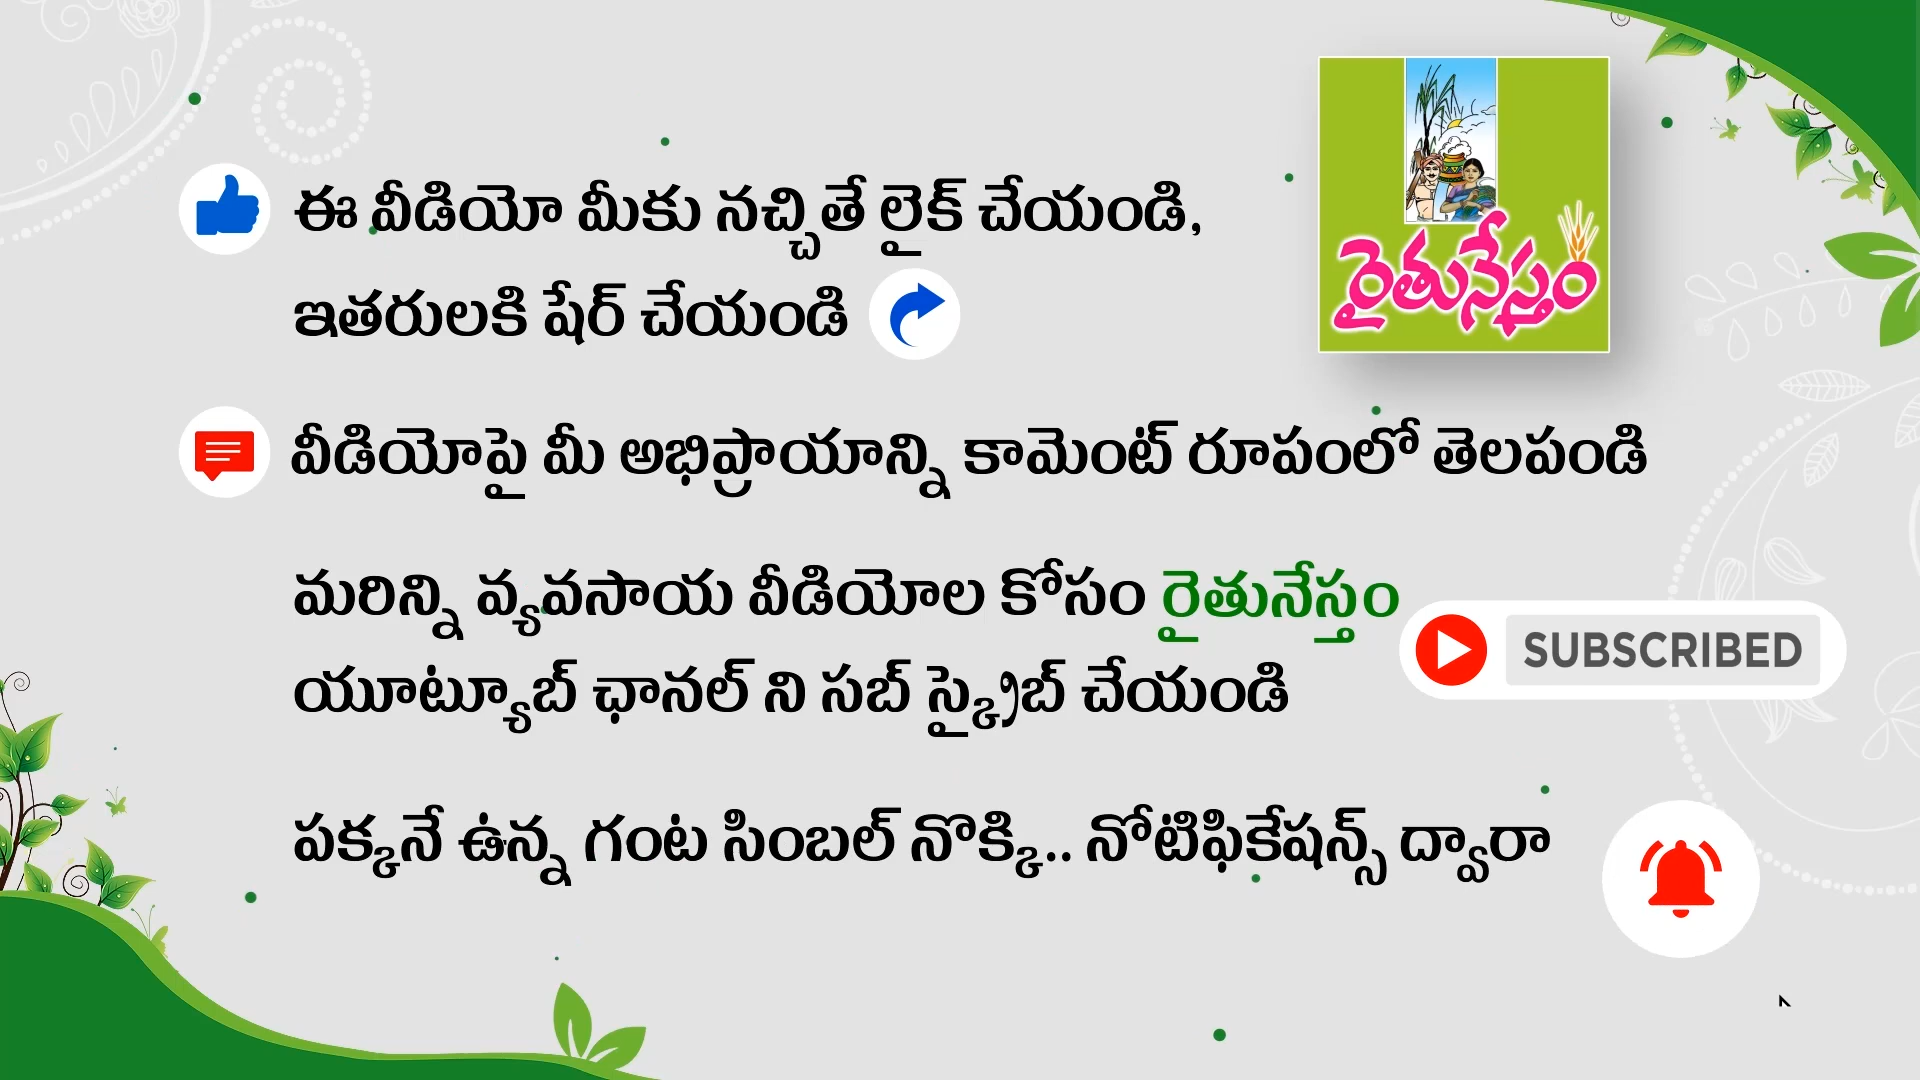 ఈ వీడియో మీకు నచ్చితే లైక్ చేయండి,
ఇతరులకి షేర్ చేయండి
రైతునేస్తం
వీడియోపై మీ అభిప్రాయాన్ని కామెంట్ రూపంలో తెలపండి
మరిన్ని వ్యవసాయ వీడియోల కోసం రైతునేస్తం
యూట్యూబ్ ఛానల్ ని సబ్ స్క్రైబ్ చేయండి
SUBSCRIBED
పక్కనే ఉన్న గంట సింబల్ నొక్కి.. నోటిఫికేషన్స్ ద్వారా